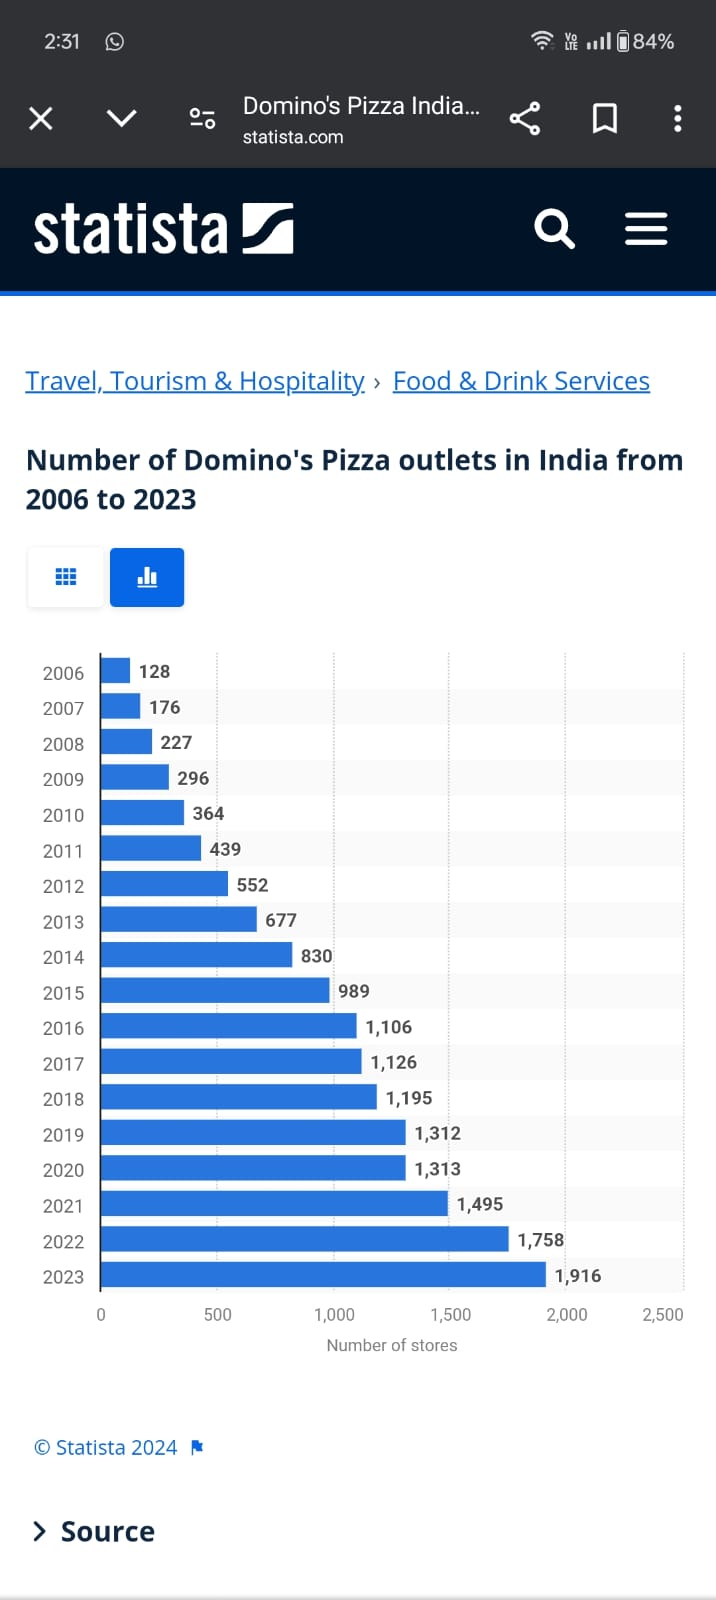 2:31 Vo LTE 84%
Domino's Pizza India...
statista.com
statista
Travel, Tourism & Hospitality › Food & Drink Services
Number of Domino's Pizza outlets in India from
2006 to 2023
2006 128
2007 176
2008 227
2009 296
2010 364
2011 439
2012 552
2013 677
2014 830
2015 989
2016 1,106
2017 1,126
2018 1,195
2019 1,312
2020 1,313
2021 1,495
2022 1,758
2023 1,916
0 500 1,000 1,500 2,000 2,500
Number of stores
© Statista 2024
Source